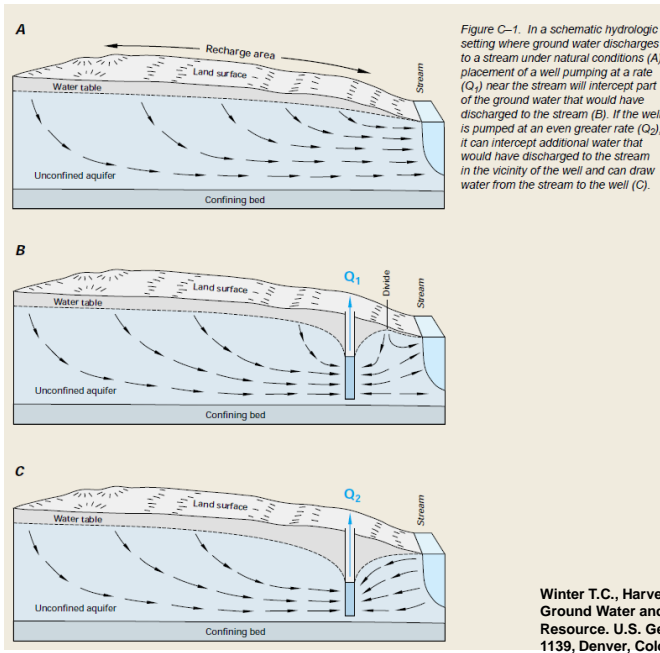 A
Recharge area
Land surface
Stream
Water table
Unconfined aquifer
Confining bed
Figure C–1. In a schematic hydrologic
setting where ground water discharges
to a stream under natural conditions (A)
placement of a well pumping at a rate
(Q1) near the stream will intercept part
of the ground water that would have
discharged to the stream (B). If the well
is pumped at an even greater rate (Q2),
it can intercept additional water that
would have discharged to the stream
in the vicinity of the well and can draw
water from the stream to the well (C).
B
Q1
Divide
Stream
Land surface
Water table
Unconfined aquifer
Confining bed
C
Q2
Stream
Land surface
Water table
Unconfined aquifer
Confining bed
Winter T.C., Harve
Ground Water and
Resource. U.S. Ge
1139, Denver, Colo